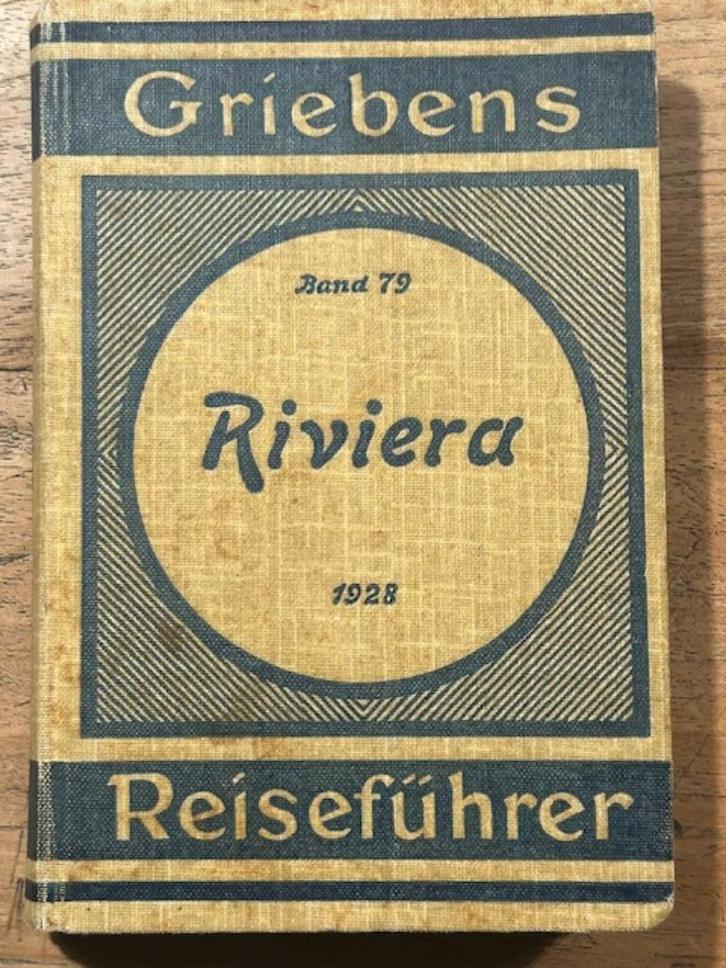 Griebens
Band 79
Riviera
1928
Reiseführer